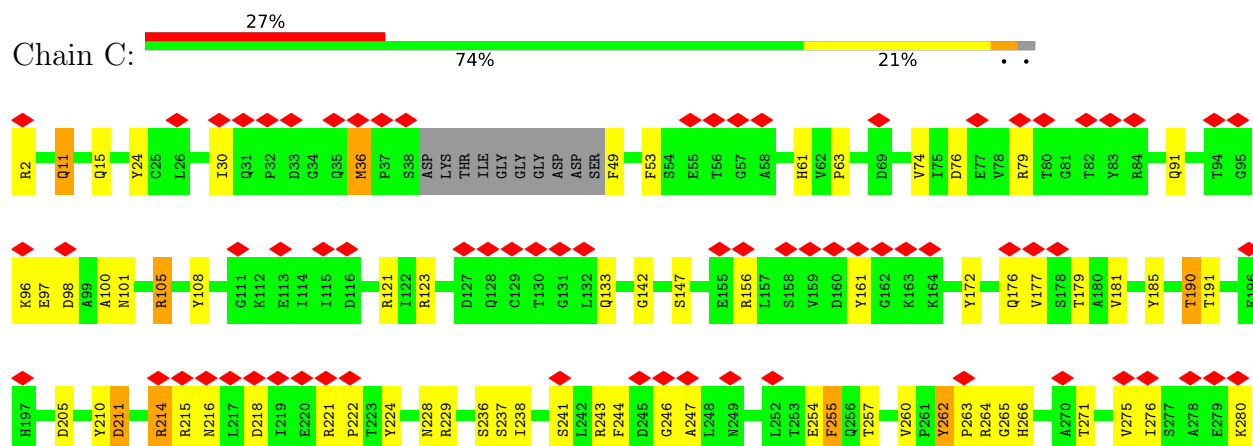 27%
Chain C:
74% 21% • •
R2 Q11 Q15 Y24 C25 L26 I30 Q31 P32 D33 G34 Q35 M36 P37 S38 ASP LYS THR ILE GLY GLY GLY ASP ASP SER F49 F53 S54 E55 T56 G57 A58 H61 V62 P63 D69 V74 I75 D76 E77 V78 R79 T80 G81 T82 Y83 R84 Q91 T94 G95
K96 E97 D98 A99 A100 N101 R105 Y108 G111 K112 E113 I114 I115 D116 R121 I122 R123 D127 Q128 G129 T130 G131 L132 Q133 G142 S147 E155 R156 L157 S158 V159 D160 Y161 G162 K163 K164 Y172 Q176 V177 S178 T179 A180 V181 Y185 T190 T191 E196
H197 D205 Y210 D211 R214 R215 N216 L217 D218 I219 E220 R221 P222 T223 Y224 N228 R229 S236 S237 I238 S241 L242 R243 F244 D245 G246 A247 L248 N249 L252 T253 E254 F255 Q256 T257 V260 P261 Y262 P263 R264 G265 H266 A270 T271 V275 I276 S277 A278 E279 K280